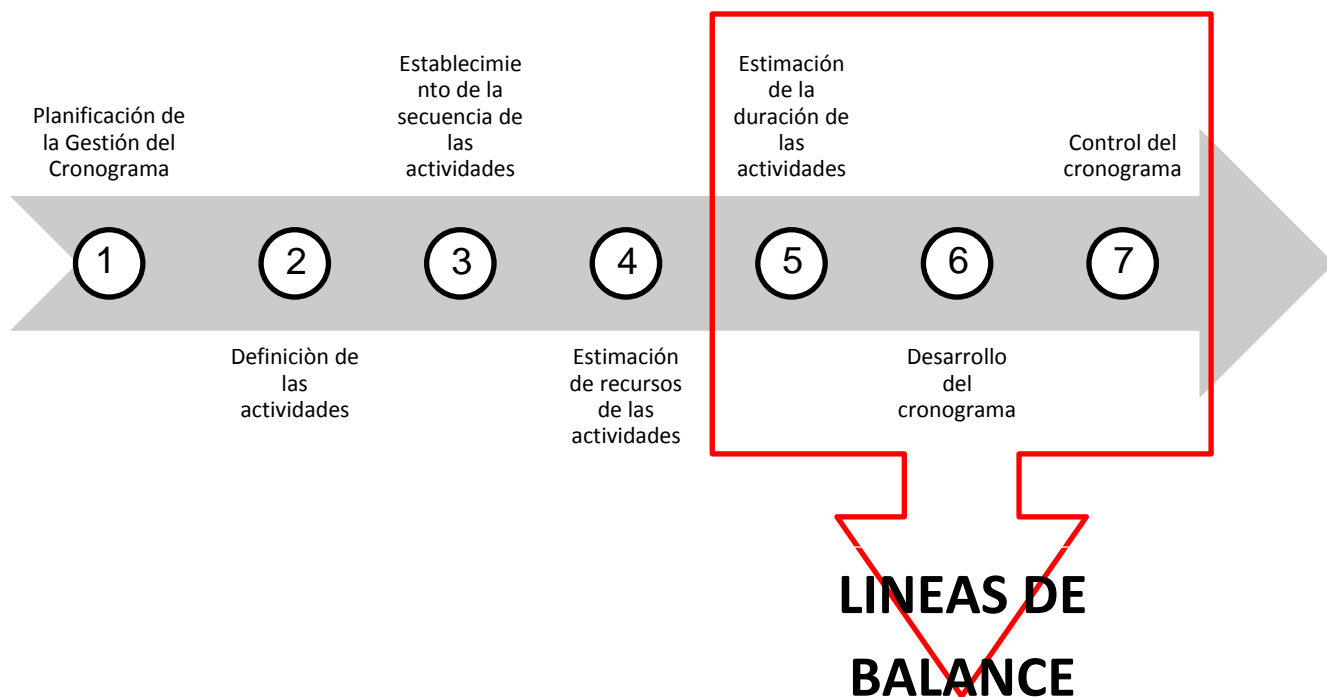 Planificación de
la Gestión del
Cronograma
1
Definiciòn de
las
actividades
2
Establecimie
nto de la
secuencia de
las
actividades
3
Estimación
de recursos
de las
actividades
4
Estimación
de la
duración de
las
actividades
5
Desarrollo
del
cronograma
6
Control del
cronograma
7
LINEAS DE
BALANCE